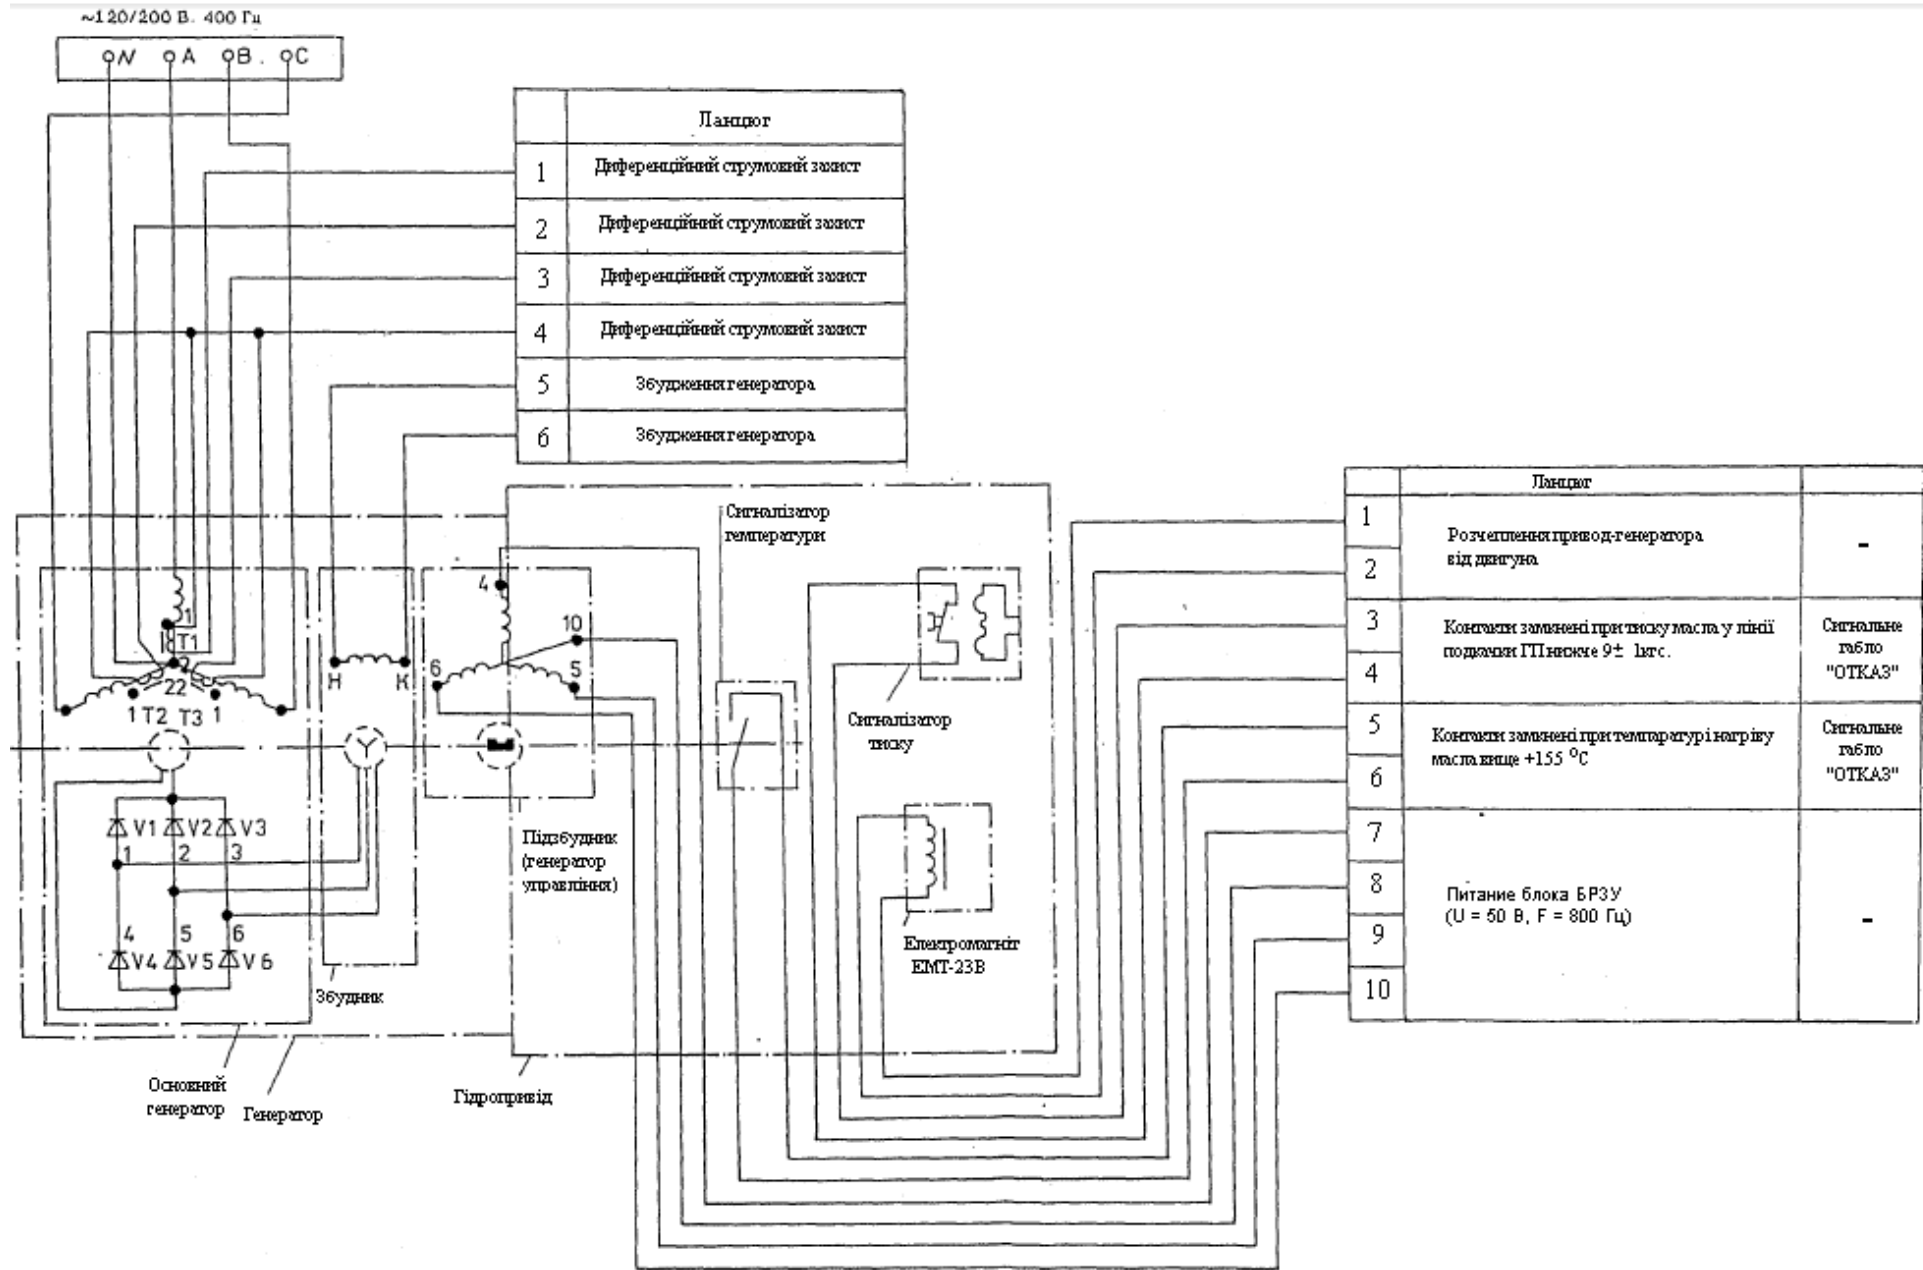 ~120/200 В. 400 Гц
N A B. C
Ланцюг
1 Диференційний струмовий захист
2 Диференційний струмовий захист
3 Диференційний струмовий захист
4 Диференційний струмовий захист
5 Збудження генератора
6 Збудження генератора
Ланцюг
1
2
Розчеплення привод-генератора
від двигуна
-
3
4
Контакти замкнені при тиску масла у лінії
подкачки ГП нижче 9± 1кгс.
Сигнальне
табло
"ОТКАЗ"
5
6
Контакти замкнені при температурі нагріву
масла вище +155 °C
Сигнальне
табло
"ОТКАЗ"
7
8
9
10
Питание блока БРЗУ
(U = 50 В, F = 800 Гц)
-
Сигналізатор
температури
4
10
6
5
1
T1
2
22
1 T2 T3 1
Н К
Сигналізатор
тиску
V1 V2 V3
1 2 3
4 5 6
V4 V5 V6
Підзбудник
(генератор
управління)
Електромагніт
ЕМТ-23В
Збудник
Основний
генератор
Генератор
Гідропривід